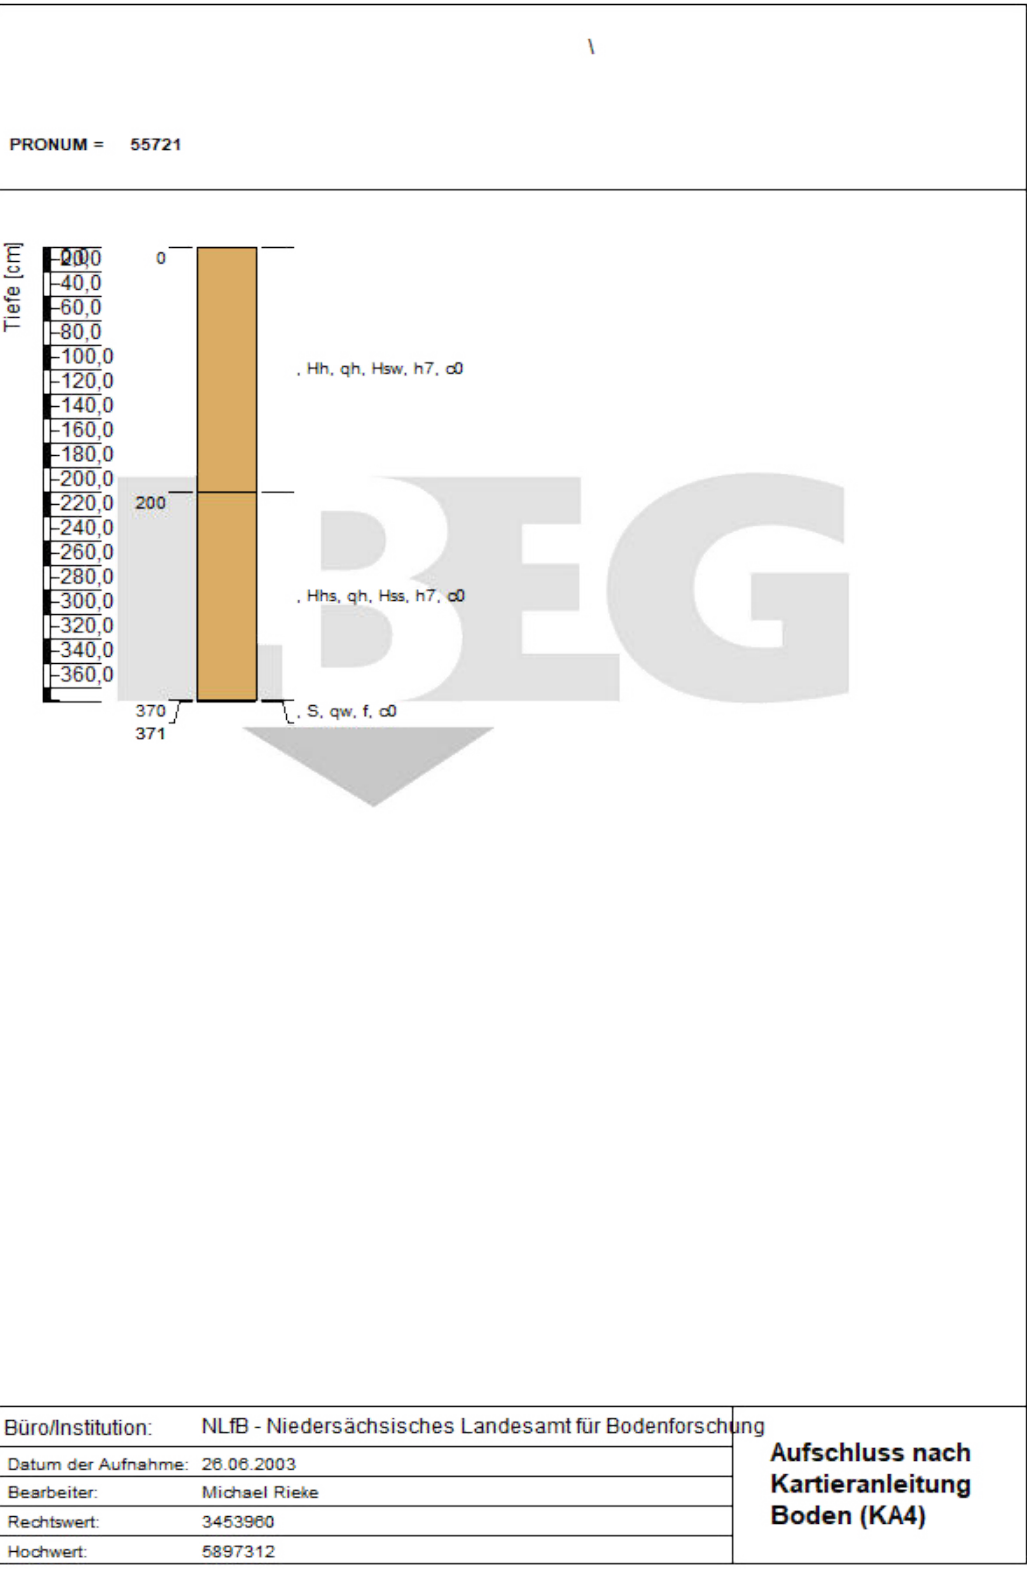 \
PRONUM = 55721
Tiefe [cm]
0,0
-20,0
-40,0
-60,0
-80,0
-100,0
-120,0
-140,0
-160,0
-180,0
-200,0
-220,0
-240,0
-260,0
-280,0
-300,0
-320,0
-340,0
-360,0
0
, Hh, qh, Hsw, h7, c0
200
, Hhs, qh, Hss, h7, c0
370
, S, qw, f, c0
371
LBEG
Büro/Institution: NLfB - Niedersächsisches Landesamt für Bodenforschung
Datum der Aufnahme: 26.06.2003
Bearbeiter: Michael Rieke
Rechtswert: 3453960
Hochwert: 5897312
Aufschluss nach
Kartieranleitung
Boden (KA4)